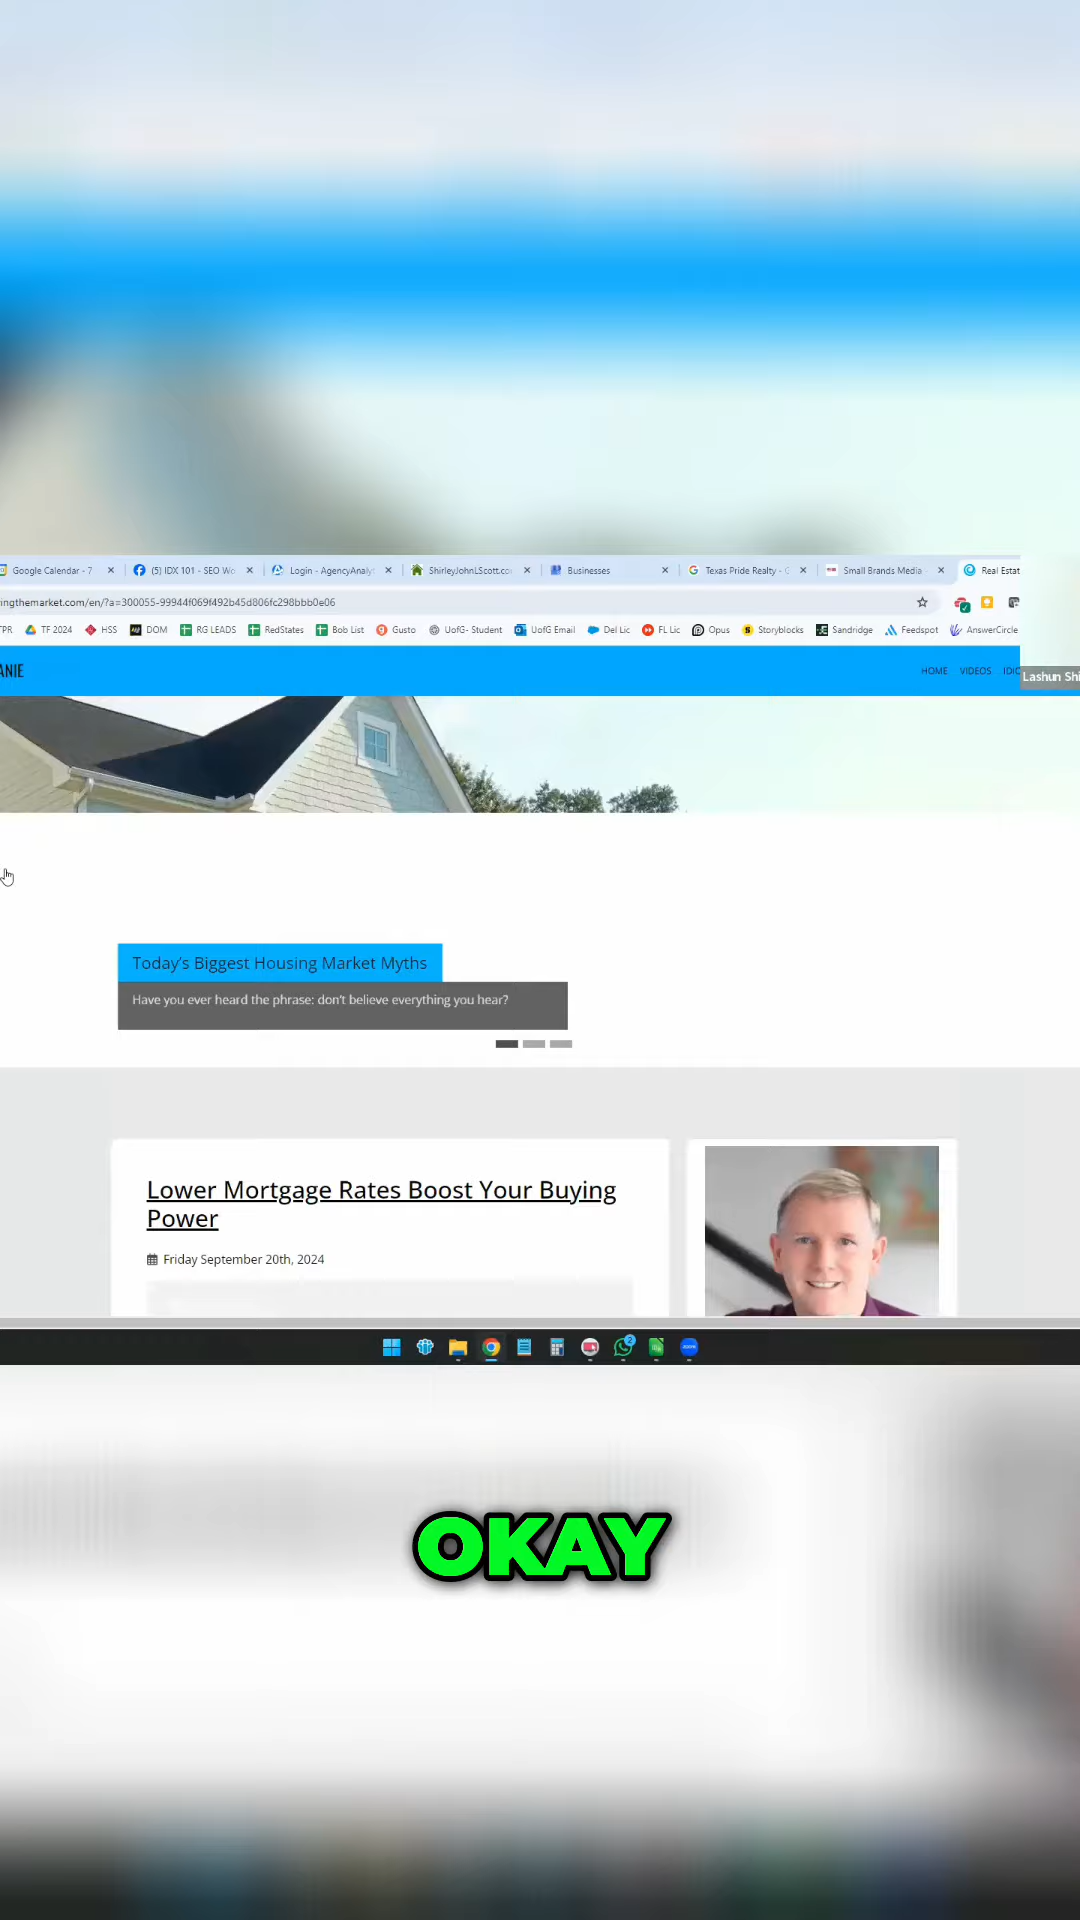 Google Calendar - 7
(5) IDX 101 - SEO Wo
Login - AgencyAnaly
ShirleyJohnLScott.co
Businesses
Texas Pride Realty - G
Small Brands Media -
Real Estat
ingthemarket.com/en/?a=300055-99944f069f492b45d806fc298bbb0e06
TPR
TF 2024
HSS
DOM
RG LEADS
RedStates
Bob List
Gusto
UofG- Student
UofG Email
Del Lic
FL Lic
Opus
Storyblocks
Sandridge
Feedspot
AnswerCircle
ANIE
HOME
VIDEOS
Lashun Shi
Today's Biggest Housing Market Myths
Have you ever heard the phrase: don't believe everything you hear?
Lower Mortgage Rates Boost Your Buying
Power
Friday September 20th, 2024
2
OKAY